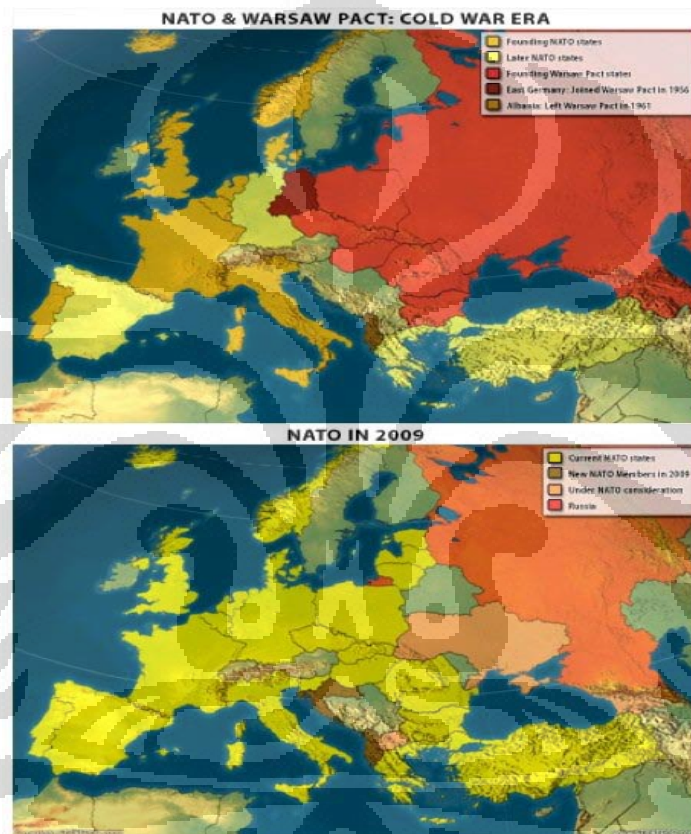 NATO & WARSAW PACT: COLD WAR ERA
Founding NATO states
Later NATO states
Founding Warsaw Pact states
East Germany: Joined Warsaw Pact in 1956
Albania: Left Warsaw Pact in 1961
NATO IN 2009
Current NATO states
New NATO Members in 2009
Under NATO consideration
Russia